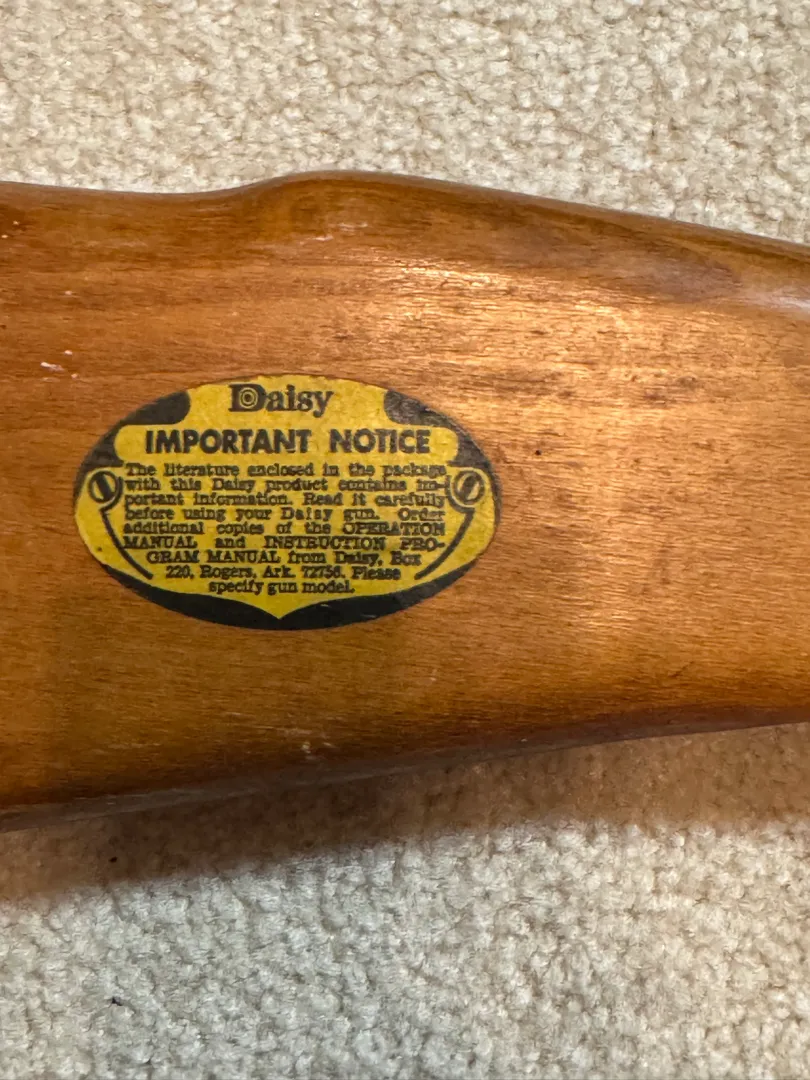 Daisy
IMPORTANT NOTICE
The literature enclosed in the package
with this Daisy product contains im-
portant information. Read it carefully
before using your Daisy gun. Order
additional copies of the OPERATION
MANUAL and INSTRUCTION PRO-
GRAM MANUAL from Daisy, Box
220, Rogers, Ark. 72756. Please
specify gun model.